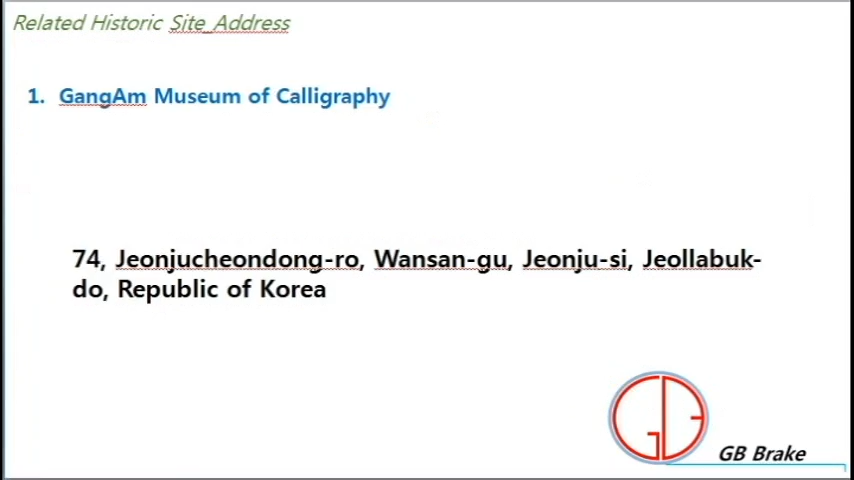 Related Historic Site_Address
1. GangAm Museum of Calligraphy
74, Jeonjucheondong-ro, Wansan-gu, Jeonju-si, Jeollabuk-
do, Republic of Korea
GB Brake